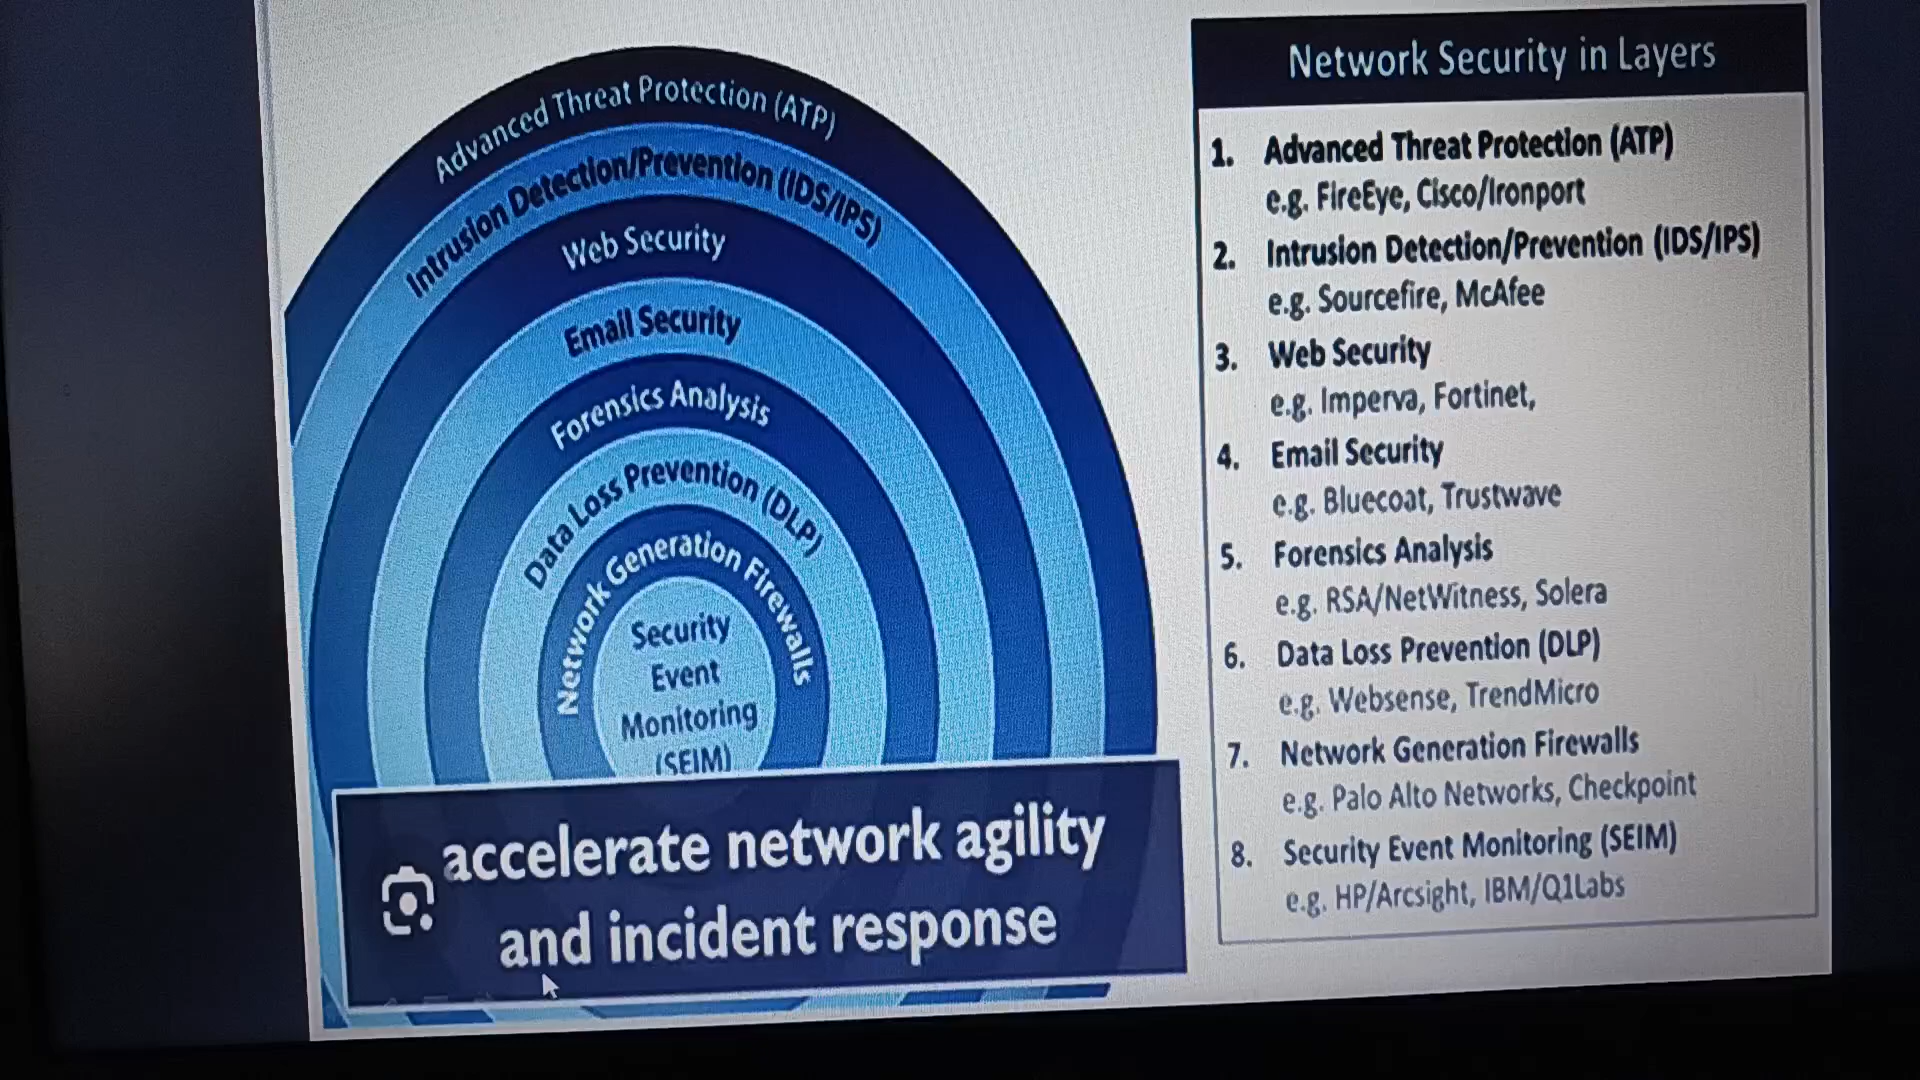 Advanced Threat Protection (ATP)
Intrusion Detection/Prevention (IDS/IPS)
Web Security
Email Security
Forensics Analysis
Data Loss Prevention (DLP)
Network Generation Firewalls
Security
Event
Monitoring
(SEIM)
accelerate network agility
and incident response
Network Security in Layers
1. Advanced Threat Protection (ATP)
e.g. FireEye, Cisco/Ironport
2. Intrusion Detection/Prevention (IDS/IPS)
e.g. Sourcefire, McAfee
3. Web Security
e.g. Imperva, Fortinet,
4. Email Security
e.g. Bluecoat, Trustwave
5. Forensics Analysis
e.g. RSA/NetWitness, Solera
6. Data Loss Prevention (DLP)
e.g. Websense, TrendMicro
7. Network Generation Firewalls
e.g. Palo Alto Networks, Checkpoint
8. Security Event Monitoring (SEIM)
e.g. HP/Arcsight, IBM/Q1Labs